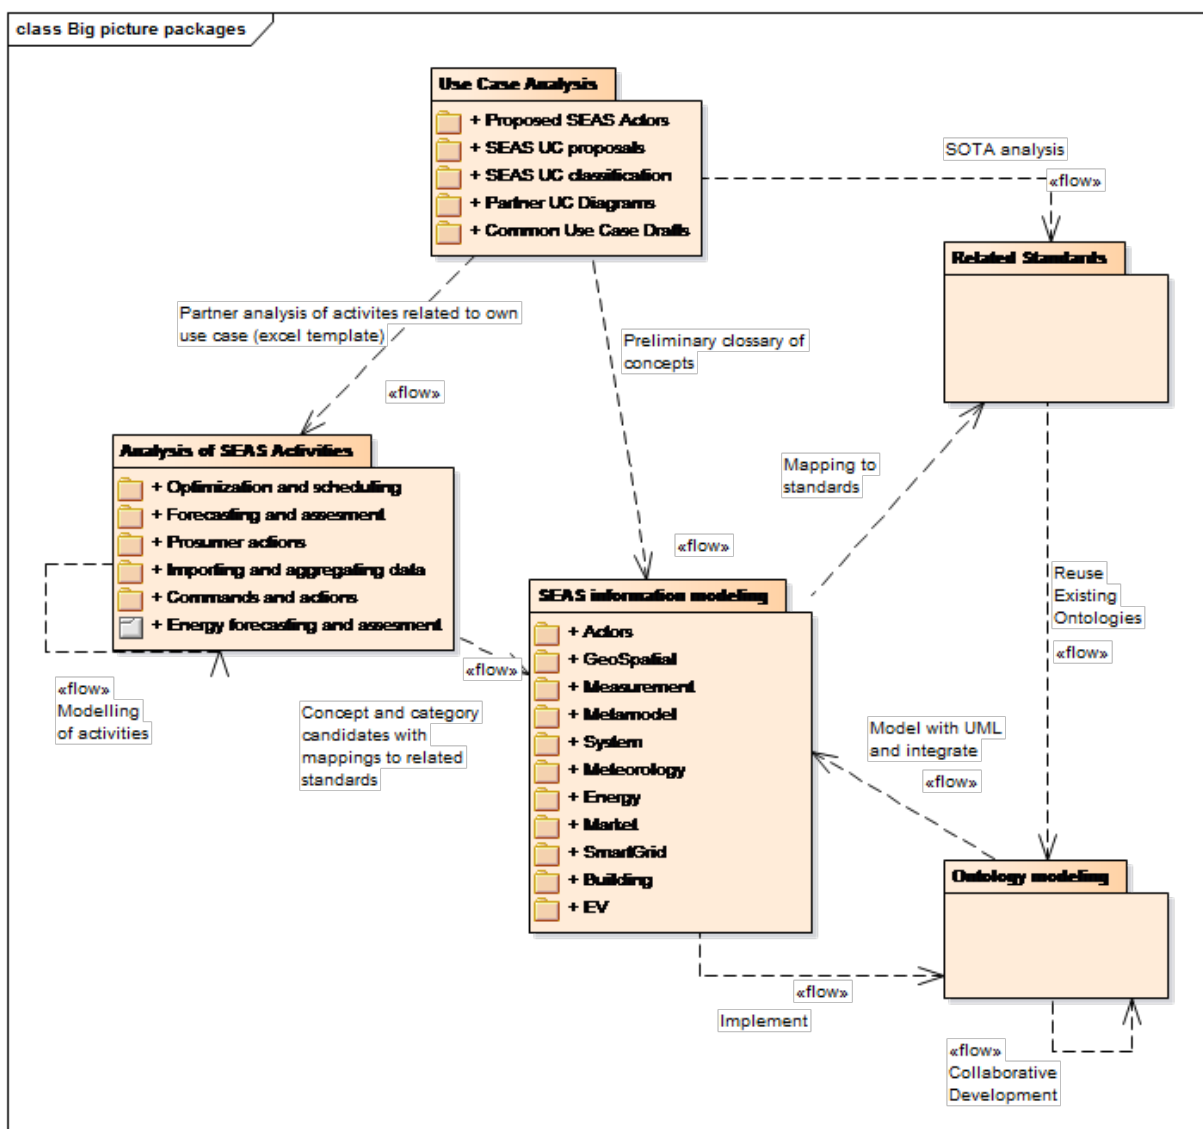 class Big picture packages
Use Case Analysis
+ Proposed SEAS Actors
+ SEAS UC proposals
+ SEAS UC classification
+ Partner UC Diagrams
+ Common Use Case Drafts
SOTA analysis
«flow»
Related Standards
Partner analysis of activites related to own
use case (excel template)
«flow»
Preliminary clossary of
concepts
«flow»
Analysis of SEAS Activities
+ Optimization and scheduling
+ Forecasting and assesment
+ Prosumer actions
+ Importing and aggregating data
+ Commands and actions
+ Energy forecasting and assesment
«flow»
Modelling
of activities
«flow»
Concept and category
candidates with
mappings to related
standards
Mapping to
standards
SEAS information modeling
+ Actors
+ GeoSpatial
+ Measurement
+ Metamodel
+ System
+ Meteorology
+ Energy
+ Market
+ SmartGrid
+ Building
+ EV
Reuse
Existing
Ontologies
«flow»
Model with UML
and integrate
«flow»
Ontology modeling
«flow»
Implement
«flow»
Collaborative
Development